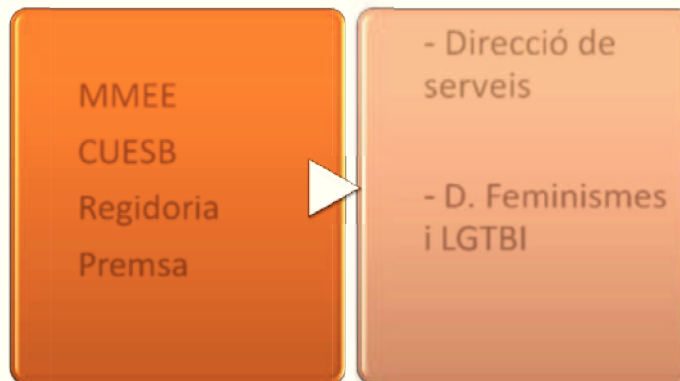 MMEE
CUESB
Regidoria
Premsa
- Direcció de
serveis
- D. Feminismes
i LGTBI